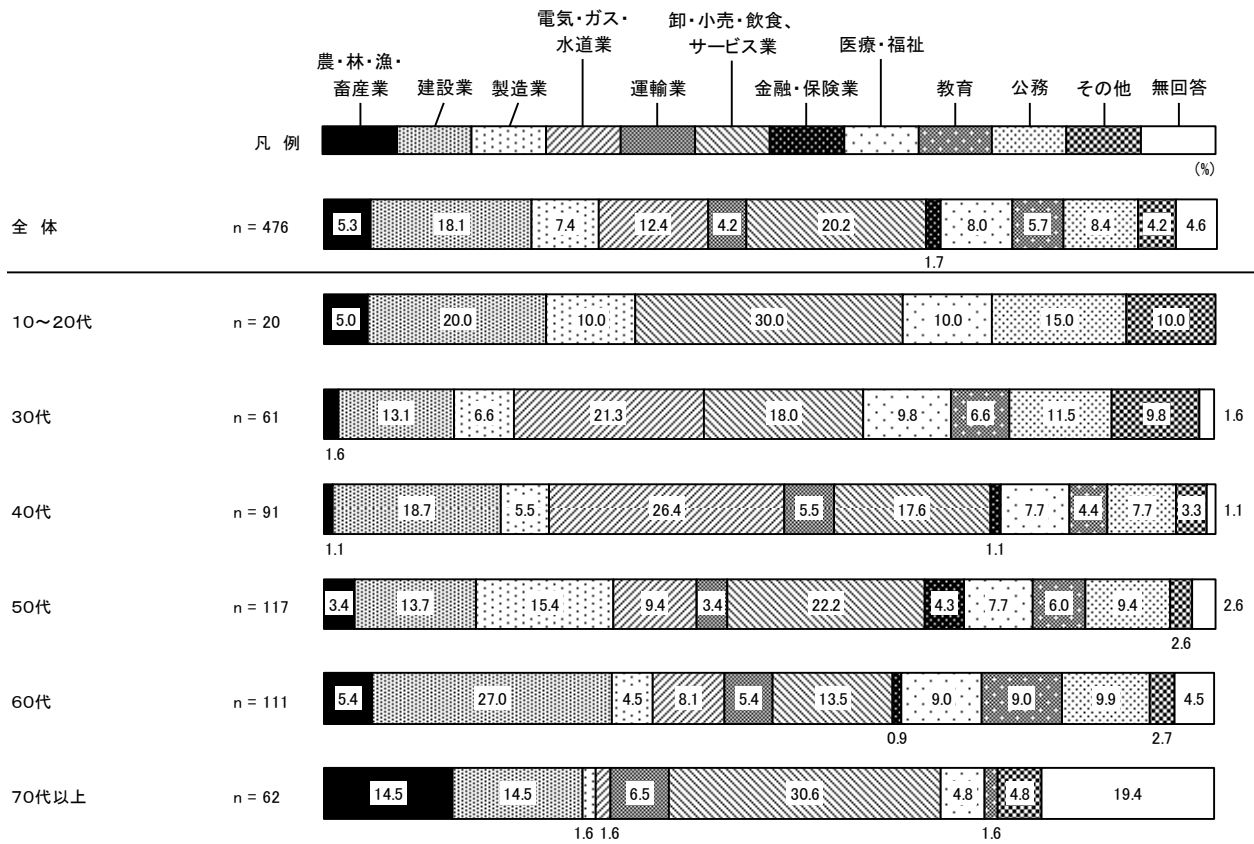 電気・ガス・
水道業
卸・小売・飲食、
サービス業
医療・福祉
農・林・漁・
畜産業
建設業
製造業
運輸業
金融・保険業
教育
公務
その他
無回答
凡 例
(%)
全 体 n = 476 5.3 18.1 7.4 12.4 4.2 20.2 8.0 5.7 8.4 4.2 4.6
1.7
10～20代 n = 20 5.0 20.0 10.0 30.0 10.0 15.0 10.0
30代 n = 61 13.1 6.6 21.3 18.0 9.8 6.6 11.5 9.8 1.6
1.6
40代 n = 91 18.7 5.5 26.4 5.5 17.6 7.7 4.4 7.7 3.3 1.1
1.1 1.1
50代 n = 117 3.4 13.7 15.4 9.4 3.4 22.2 4.3 7.7 6.0 9.4 2.6
2.6
60代 n = 111 5.4 27.0 4.5 8.1 5.4 13.5 9.0 9.0 9.9 4.5
0.9 2.7
70代以上 n = 62 14.5 14.5 6.5 30.6 4.8 4.8 19.4
1.6 1.6 1.6